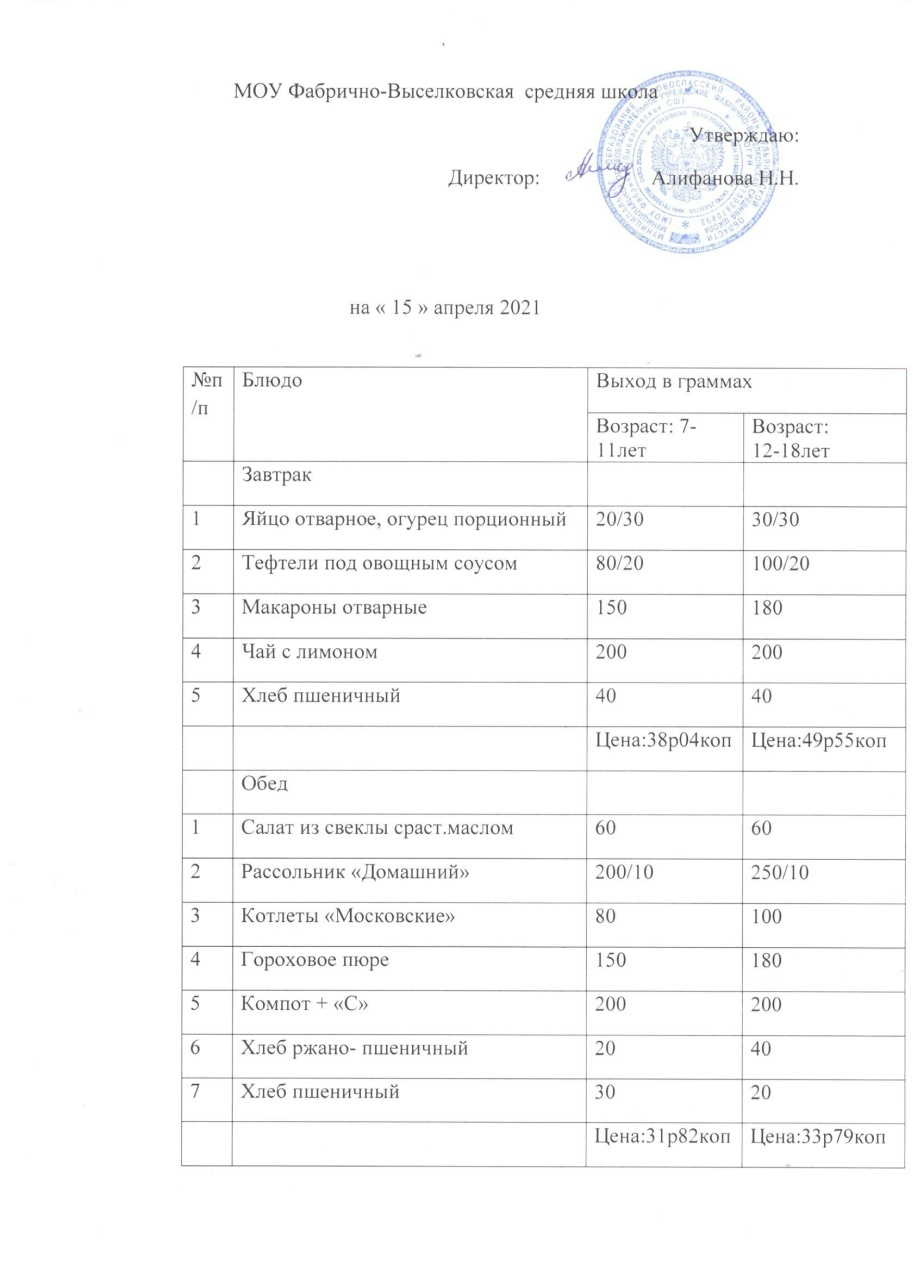 МОУ Фабрично-Выселковская средняя школа
Утверждаю:
Директор: Алифанова Н.Н.
на « 15 » апреля 2021
№п/п Блюдо Выход в граммах
Возраст: 7-11лет Возраст: 12-18лет
Завтрак
1 Яйцо отварное, огурец порционный 20/30 30/30
2 Тефтели под овощным соусом 80/20 100/20
3 Макароны отварные 150 180
4 Чай с лимоном 200 200
5 Хлеб пшеничный 40 40
Цена:38р04коп Цена:49р55коп
Обед
1 Салат из свеклы сраст.маслом 60 60
2 Рассольник «Домашний» 200/10 250/10
3 Котлеты «Московские» 80 100
4 Гороховое пюре 150 180
5 Компот + «С» 200 200
6 Хлеб ржано- пшеничный 20 40
7 Хлеб пшеничный 30 20
Цена:31р82коп Цена:33р79коп